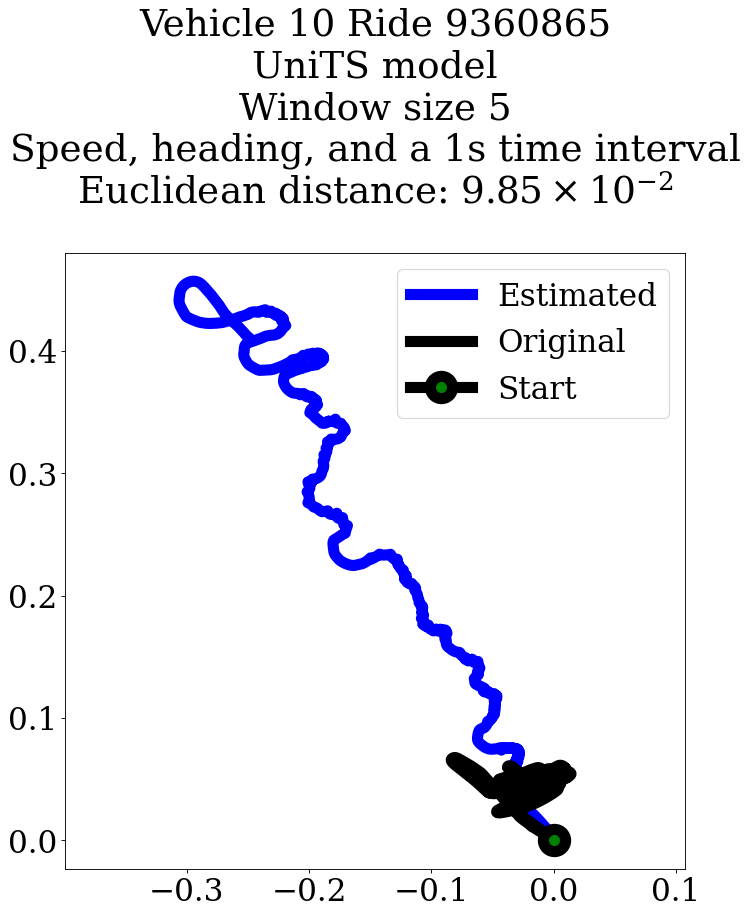 Vehicle 10 Ride 9360865
UniTS model
Window size 5
Speed, heading, and a 1s time interval
Euclidean distance: 9.85 × 10⁻²
Estimated
Original
Start
0.4
0.3
0.2
0.1
0.0
−0.3 −0.2 −0.1 0.0 0.1